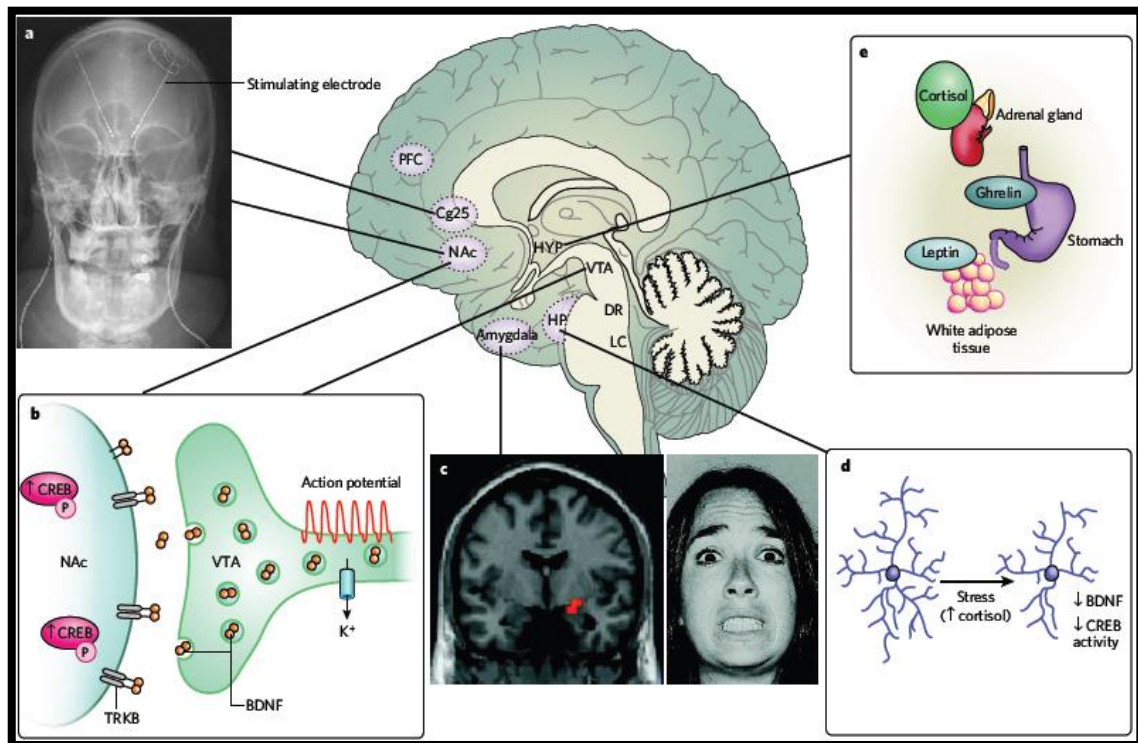 a
Stimulating electrode
PFC
Cg25
NAc
HYP
VTA
DR
LC
HP
Amygdala
e
Cortisol
Adrenal gland
Ghrelin
Stomach
Leptin
White adipose
tissue
b
↑ CREB
P
NAc
↑ CREB
P
TRKB
VTA
BDNF
Action potential
K+
c
d
Stress
(↑ cortisol)
↓ BDNF
↓ CREB
activity